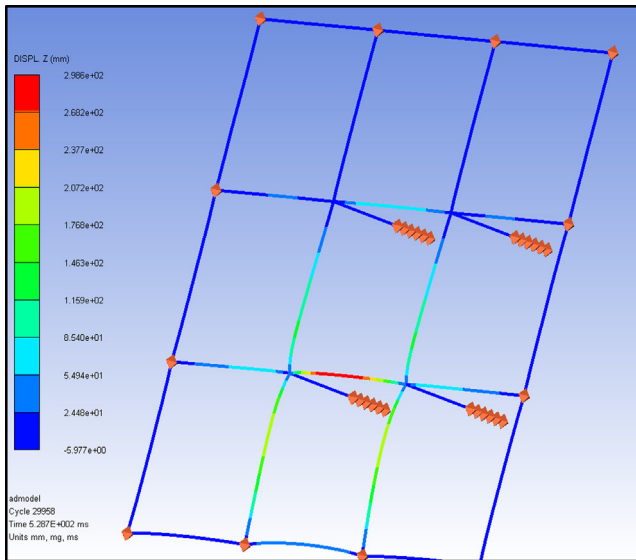 DISPL. Z (mm)
2.986e+02
2.682e+02
2.377e+02
2.072e+02
1.768e+02
1.463e+02
1.159e+02
8.540e+01
5.494e+01
2.448e+01
-5.977e+00
admodel
Cycle 29958
Time 5.287E+002 ms
Units mm, mg, ms